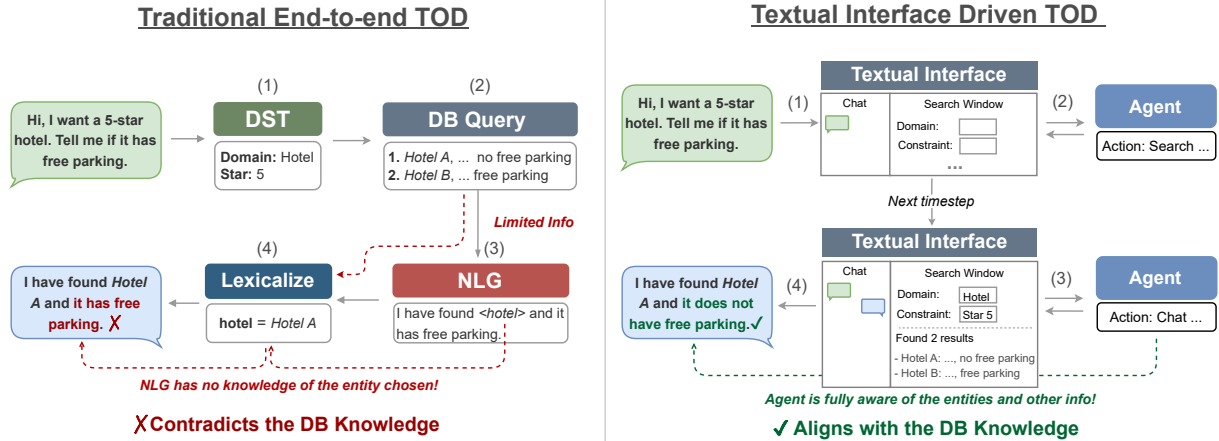 Traditional End-to-end TOD
(1)
(2)
Hi, I want a 5-star
hotel. Tell me if it has
free parking.
DST
Domain: Hotel
Star: 5
DB Query
1. Hotel A, ... no free parking
2. Hotel B, ... free parking
Limited Info
(4)
(3)
I have found Hotel
A and it has free
parking. ✗
Lexicalize
hotel = Hotel A
NLG
I have found <hotel> and it
has free parking.
NLG has no knowledge of the entity chosen!
✗Contradicts the DB Knowledge
Textual Interface Driven TOD
Hi, I want a 5-star
hotel. Tell me if it has
free parking.
(1)
Textual Interface
Chat
Search Window
Domain:
Constraint:
...
(2)
Agent
Action: Search ...
Next timestep
I have found Hotel
A and it does not
have free parking.✓
(4)
Textual Interface
Chat
Search Window
Domain: Hotel
Constraint: Star 5
Found 2 results
- Hotel A: ..., no free parking
- Hotel B: ..., free parking
(3)
Agent
Action: Chat ...
Agent is fully aware of the entities and other info!
✓ Aligns with the DB Knowledge